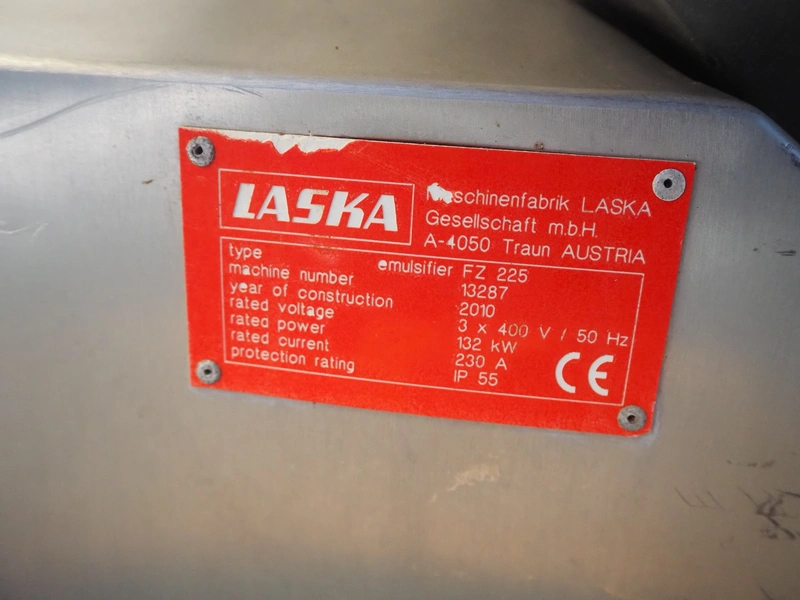 LASKA
Maschinenfabrik LASKA
Gesellschaft m.b.H.
A-4050 Traun AUSTRIA
type emulsifier FZ 225
machine number 13287
year of construction 2010
rated voltage 3 x 400 V / 50 Hz
rated power 132 kW
rated current 230 A
protection rating IP 55
CE